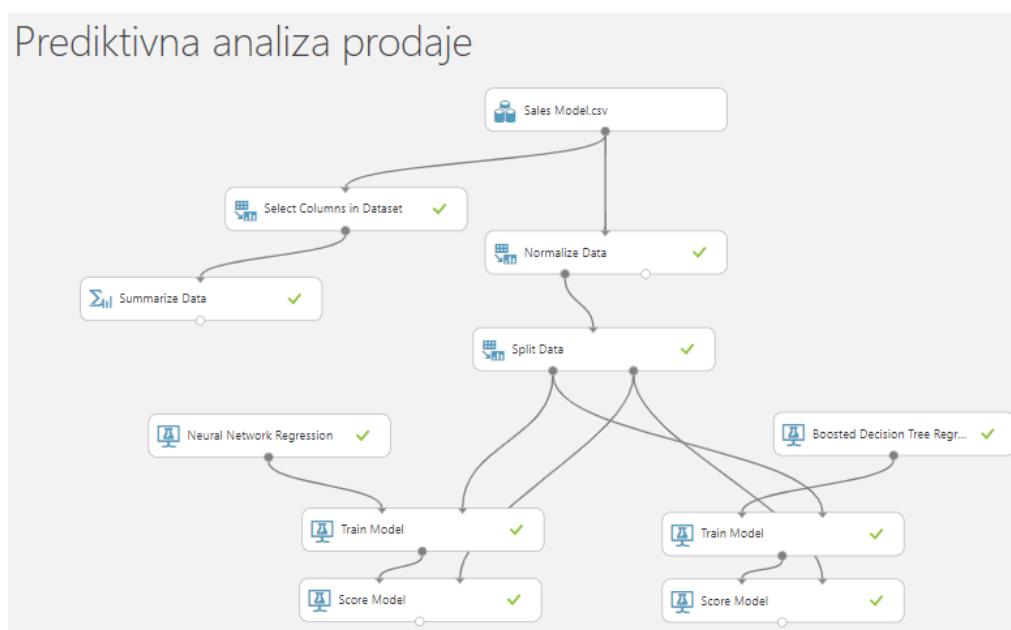 Prediktivna analiza prodaje
Sales Model.csv
Select Columns in Dataset
Normalize Data
Summarize Data
Split Data
Neural Network Regression
Boosted Decision Tree Regr...
Train Model
Train Model
Score Model
Score Model